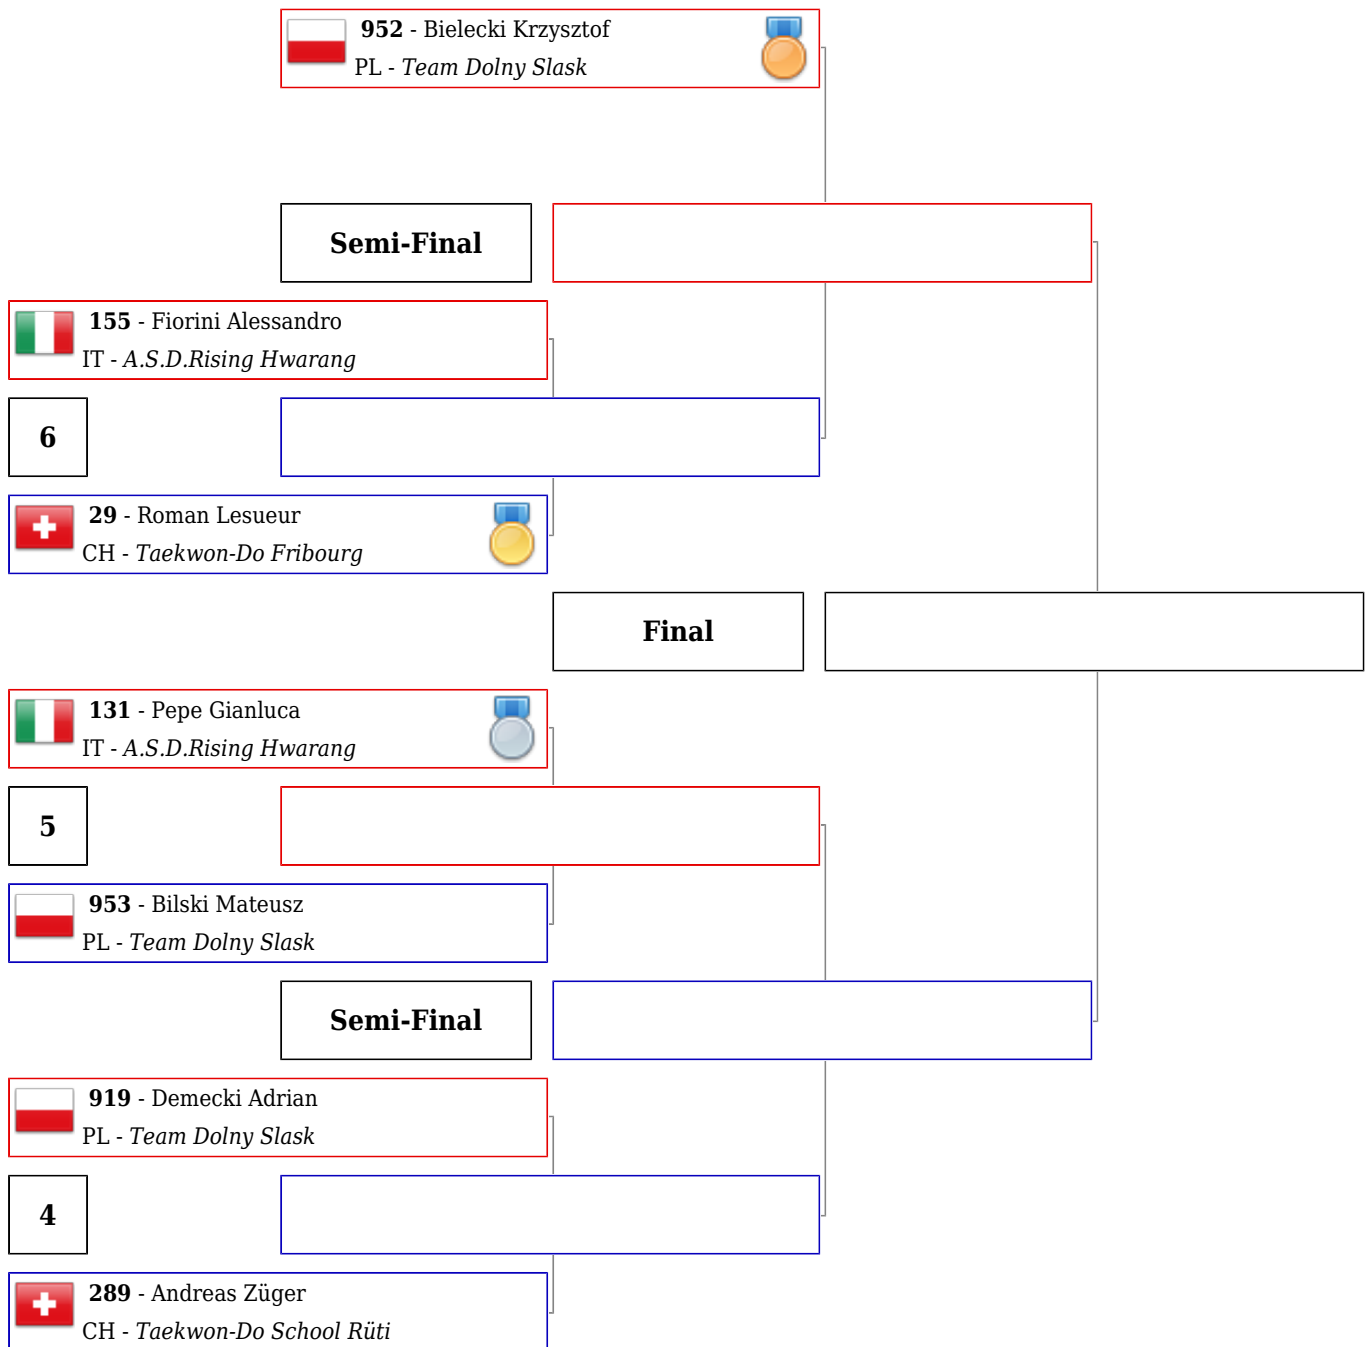 952 - Bielecki Krzysztof
PL - Team Dolny Slask
Semi-Final
155 - Fiorini Alessandro
IT - A.S.D.Rising Hwarang
6
29 - Roman Lesueur
CH - Taekwon-Do Fribourg
Final
131 - Pepe Gianluca
IT - A.S.D.Rising Hwarang
5
953 - Bilski Mateusz
PL - Team Dolny Slask
Semi-Final
919 - Demecki Adrian
PL - Team Dolny Slask
4
289 - Andreas Züger
CH - Taekwon-Do School Rüti